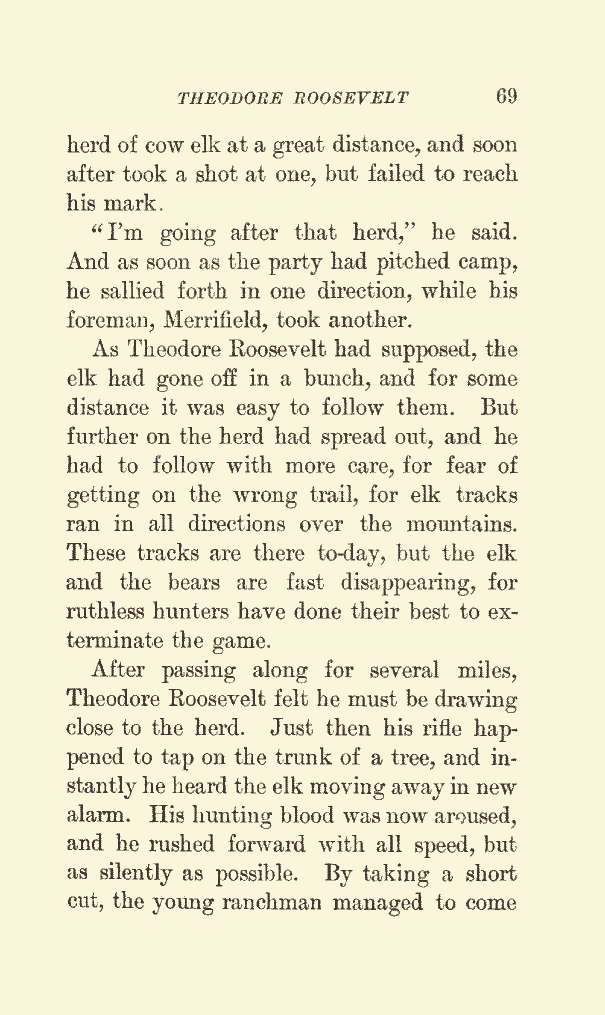 THEODORE ROOSEVELT 69
herd of cow elk at a great distance, and soon
after took a shot at one, but failed to reach
his mark.
“I’m going after that herd,” he said.
And as soon as the party had pitched camp,
he sallied forth in one direction, while his
foreman, Merrifield, took another.
As Theodore Roosevelt had supposed, the
elk had gone off in a bunch, and for some
distance it was easy to follow them. But
further on the herd had spread out, and he
had to follow with more care, for fear of
getting on the wrong trail, for elk tracks
ran in all directions over the mountains.
These tracks are there to-day, but the elk
and the bears are fast disappearing, for
ruthless hunters have done their best to ex-
terminate the game.
After passing along for several miles,
Theodore Roosevelt felt he must be drawing
close to the herd. Just then his rifle hap-
pened to tap on the trunk of a tree, and in-
stantly he heard the elk moving away in new
alarm. His hunting blood was now aroused,
and he rushed forward with all speed, but
as silently as possible. By taking a short
cut, the young ranchman managed to come